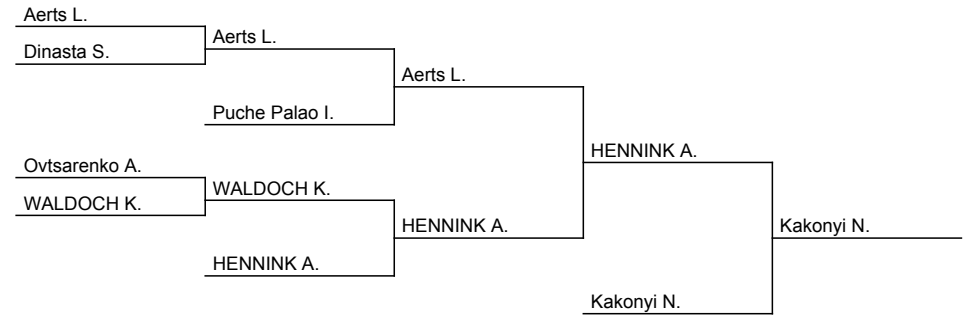 Aerts L.
Dinasta S.
Aerts L.
Aerts L.
Puche Palao I.
HENNINK A.
Ovtsarenko A.
WALDOCH K.
WALDOCH K.
HENNINK A.
Kakonyi N.
HENNINK A.
Kakonyi N.